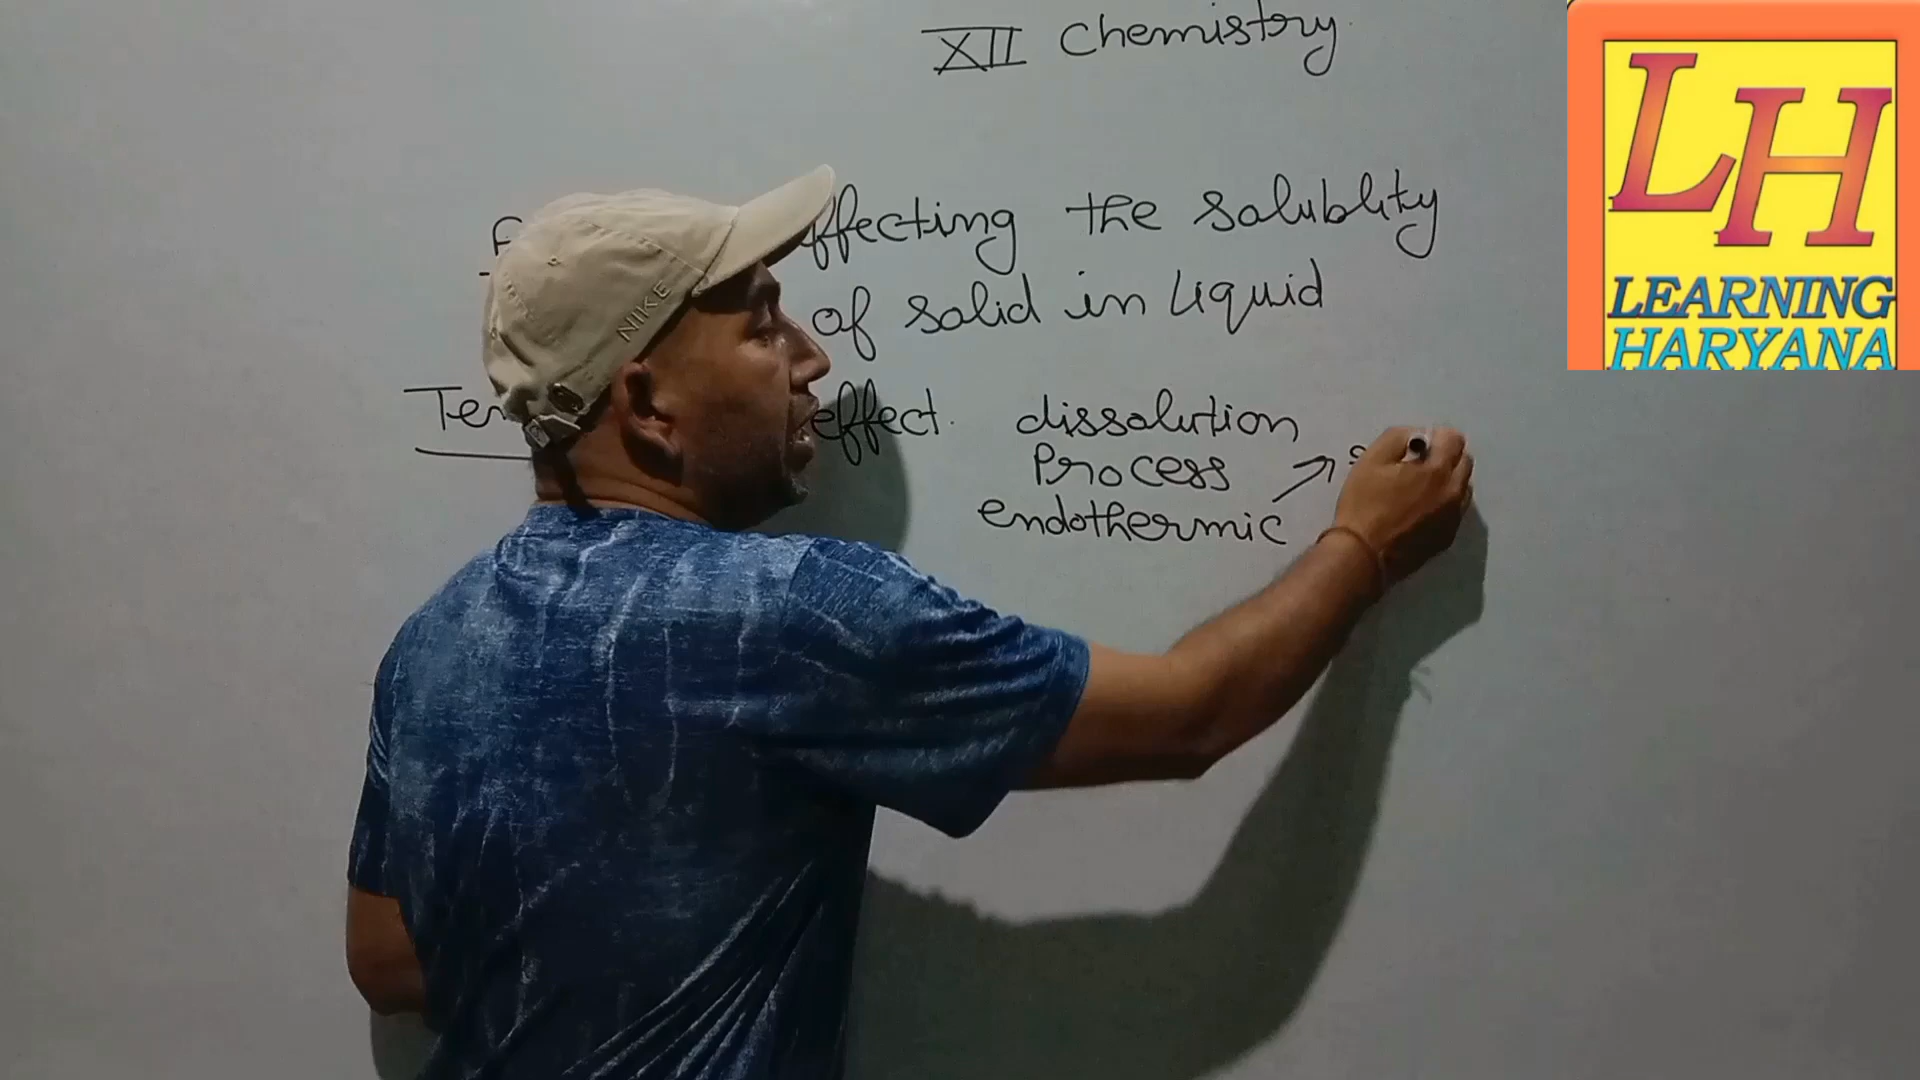 XII Chemistry
ffecting the solublity
of solid in Liquid
effect. dissolution
Process
endothermic
NIKE
LH
LEARNING
HARYANA